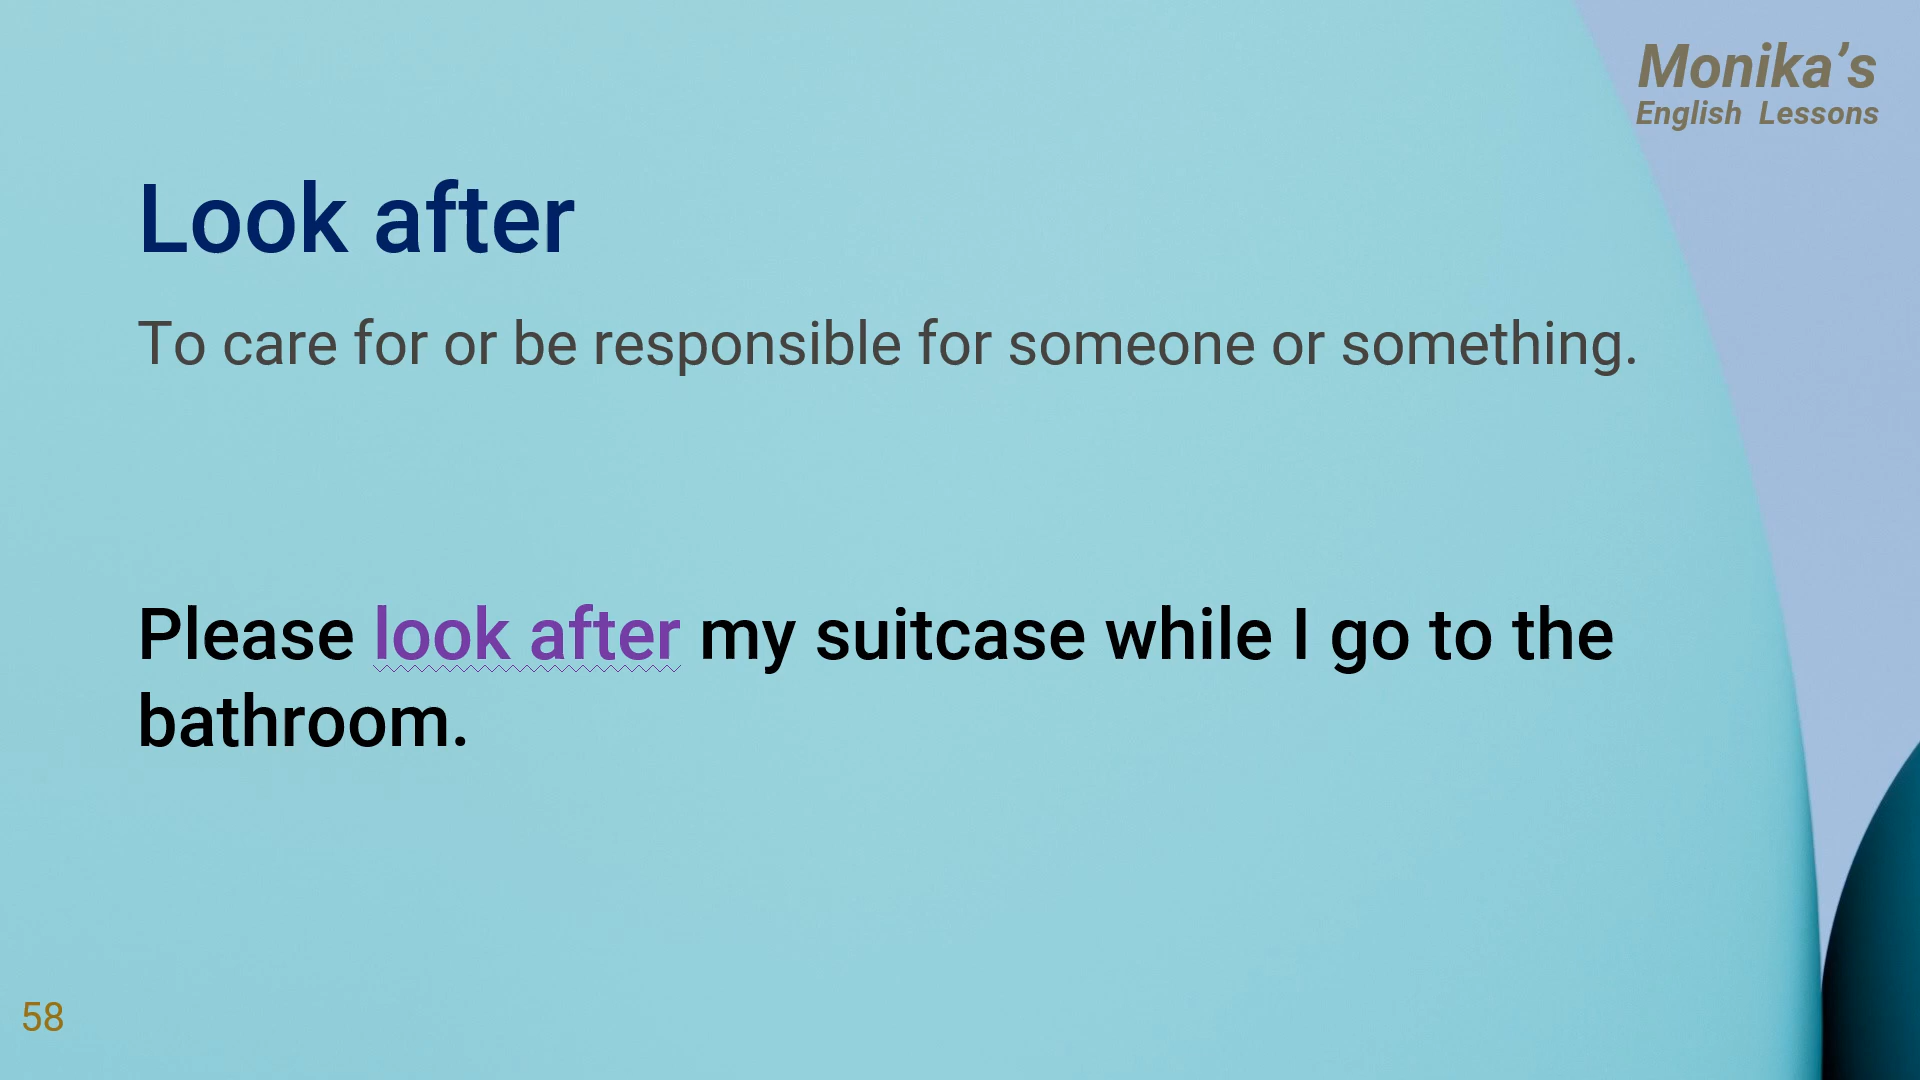 Monika’s
English Lessons
Look after
To care for or be responsible for someone or something.
Please look after my suitcase while I go to the
bathroom.
58